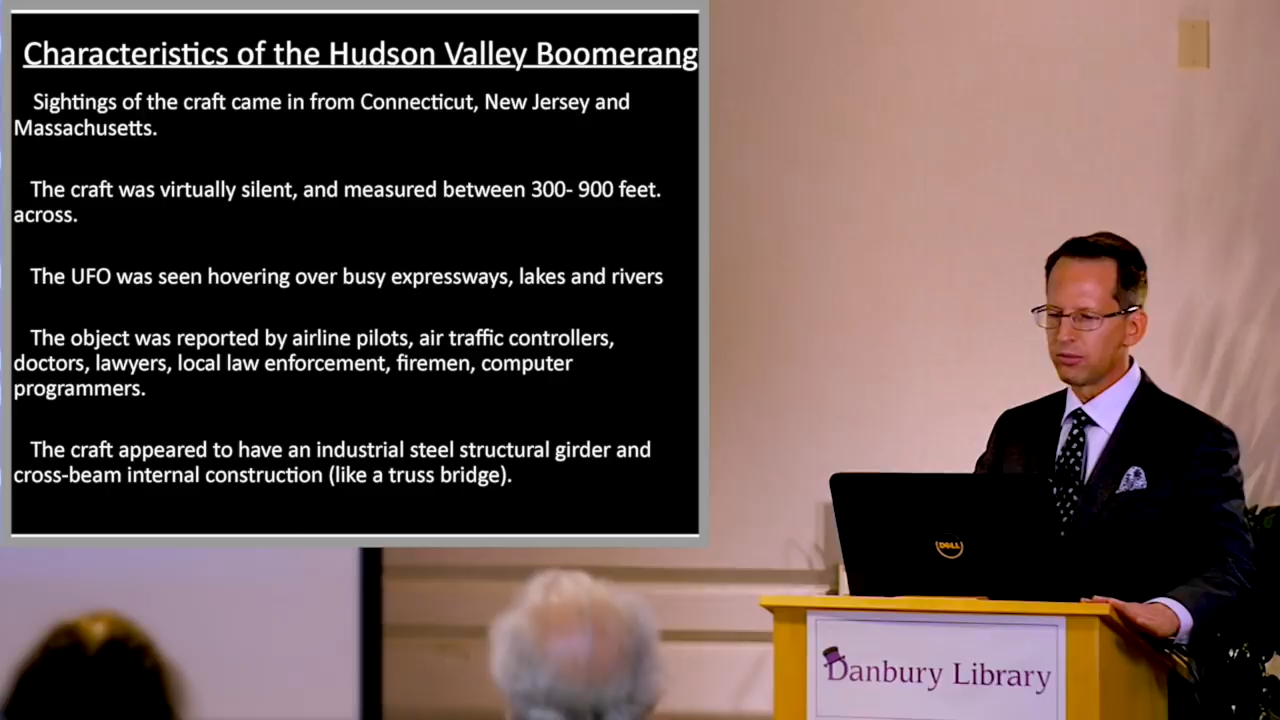 Characteristics of the Hudson Valley Boomerang
Sightings of the craft came in from Connecticut, New Jersey and
Massachusetts.
The craft was virtually silent, and measured between 300- 900 feet.
across.
The UFO was seen hovering over busy expressways, lakes and rivers
The object was reported by airline pilots, air traffic controllers,
doctors, lawyers, local law enforcement, firemen, computer
programmers.
The craft appeared to have an industrial steel structural girder and
cross-beam internal construction (like a truss bridge).
DELL
Danbury Library